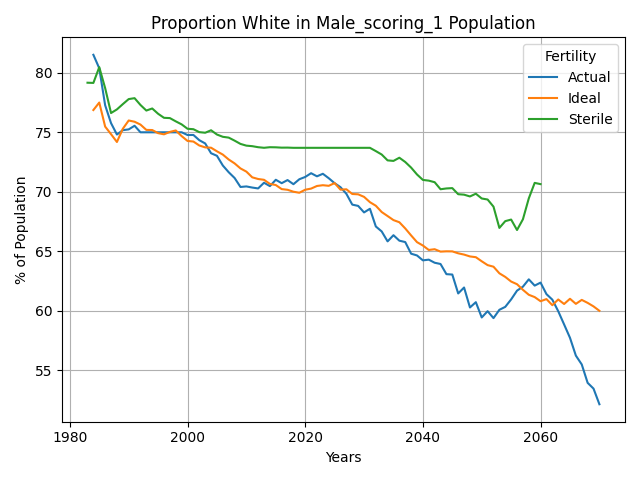 Proportion White in Male_scoring_1 Population
Fertility
Actual
Ideal
Sterile
% of Population
80
75
70
65
60
55
1980
2000
2020
2040
2060
Years